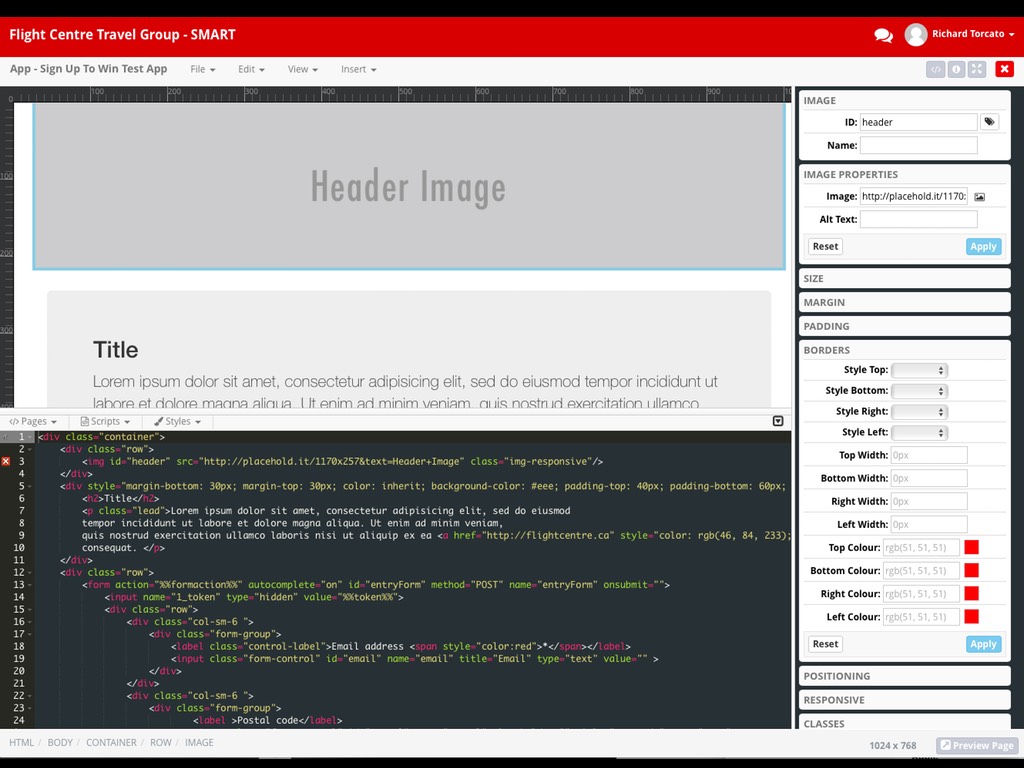 Flight Centre Travel Group - SMART
Richard Torcato
App - Sign Up To Win Test App File Edit View Insert
0 100 200 300 400 500 600 700 800 900
100
200
300
Header Image
Title
Lorem ipsum dolor sit amet, consectetur adipisicing elit, sed do eiusmod tempor incididunt ut
labore et dolore magna aliqua. Ut enim ad minim veniam, quis nostrud exercitation ullamco
</> Pages Scripts Styles
1 <div class="container">
2 <div class="row">
3 <img id="header" src="http://placehold.it/1170x257&text=Header+Image" class="img-responsive"/>
4 </div>
5 <div style="margin-bottom: 30px; margin-top: 30px; color: inherit; background-color: #eee; padding-top: 40px; padding-bottom: 60px;
6 <h2>Title</h2>
7 <p class="lead">Lorem ipsum dolor sit amet, consectetur adipisicing elit, sed do eiusmod
8 tempor incididunt ut labore et dolore magna aliqua. Ut enim ad minim veniam,
9 quis nostrud exercitation ullamco laboris nisi ut aliquip ex ea <a href="http://flightcentre.ca" style="color: rgb(46, 84, 233);
10 consequat. </p>
11 </div>
12 <div class="row">
13 <form action="%%formaction%%" autocomplete="on" id="entryForm" method="POST" name="entryForm" onsubmit="">
14 <input name="1_token" type="hidden" value="%%token%%">
15 <div class="row">
16 <div class="col-sm-6 ">
17 <div class="form-group">
18 <label class="control-label">Email address <span style="color:red">*</span></label>
19 <input class="form-control" id="email" name="email" title="Email" type="text" value="" >
20 </div>
21 </div>
22 <div class="col-sm-6 ">
23 <div class="form-group">
24 <label >Postal code</label>
HTML / BODY / CONTAINER / ROW / IMAGE
1024 x 768 Preview Page
IMAGE
ID: header
Name:
IMAGE PROPERTIES
Image: http://placehold.it/1170:
Alt Text:
Reset Apply
SIZE
MARGIN
PADDING
BORDERS
Style Top:
Style Bottom:
Style Right:
Style Left:
Top Width: 0px
Bottom Width: 0px
Right Width: 0px
Left Width: 0px
Top Colour: rgb(51, 51, 51)
Bottom Colour: rgb(51, 51, 51)
Right Colour: rgb(51, 51, 51)
Left Colour: rgb(51, 51, 51)
Reset Apply
POSITIONING
RESPONSIVE
CLASSES